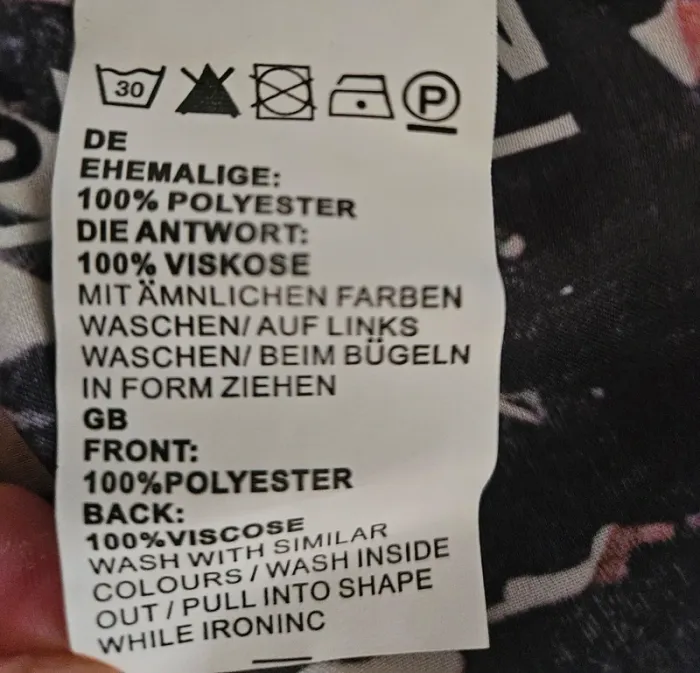 30
P
DE
EHEMALIGE:
100% POLYESTER
DIE ANTWORT:
100% VISKOSE
MIT ÄMNLICHEN FARBEN
WASCHEN/ AUF LINKS
WASCHEN/ BEIM BÜGELN
IN FORM ZIEHEN
GB
FRONT:
100%POLYESTER
BACK:
100%VISCOSE
WASH WITH SIMILAR
COLOURS / WASH INSIDE
OUT / PULL INTO SHAPE
WHILE IRONINC